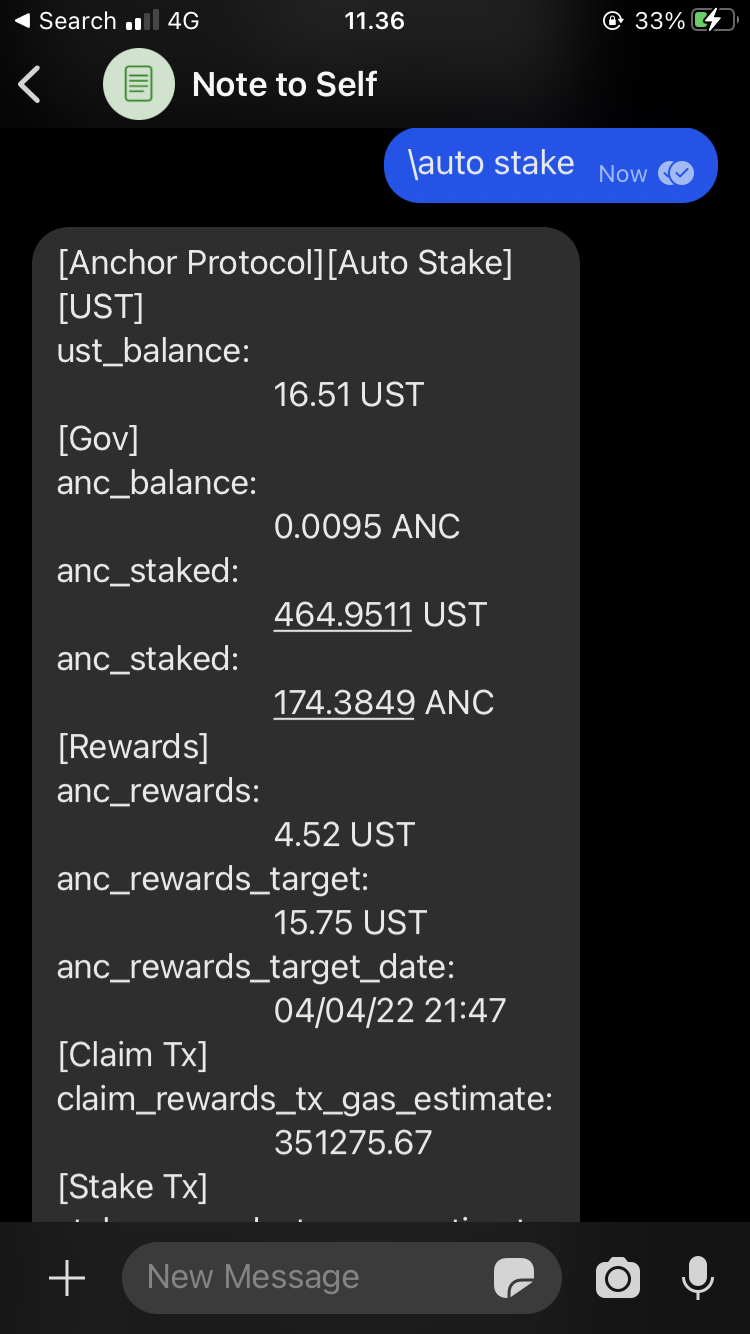 Search 4G 11.36 33%
Note to Self
\auto stake Now
[Anchor Protocol][Auto Stake]
[UST]
ust_balance:
16.51 UST
[Gov]
anc_balance:
0.0095 ANC
anc_staked:
464.9511 UST
anc_staked:
174.3849 ANC
[Rewards]
anc_rewards:
4.52 UST
anc_rewards_target:
15.75 UST
anc_rewards_target_date:
04/04/22 21:47
[Claim Tx]
claim_rewards_tx_gas_estimate:
351275.67
[Stake Tx]
New Message